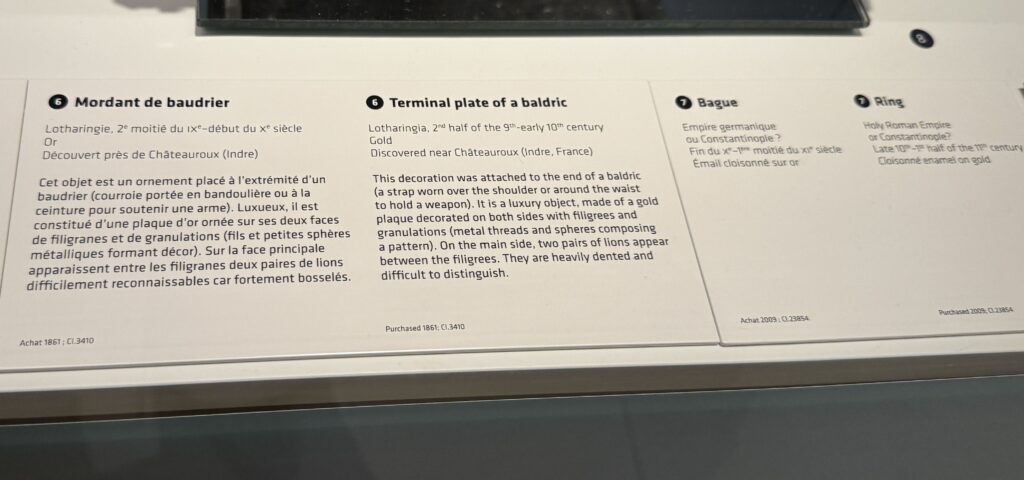 8
6 Mordant de baudrier
Lotharingie, 2e moitié du IXe–début du Xe siècle
Or
Découvert près de Châteauroux (Indre)
Cet objet est un ornement placé à l'extrémité d'un
baudrier (courroie portée en bandoulière ou à la
ceinture pour soutenir une arme). Luxueux, il est
constitué d'une plaque d'or ornée sur ses deux faces
de filigranes et de granulations (fils et petites sphères
métalliques formant décor). Sur la face principale
apparaissent entre les filigranes deux paires de lions
difficilement reconnaissables car fortement bosselés.
Achat 1861 ; Cl.3410
6 Terminal plate of a baldric
Lotharingia, 2nd half of the 9th-early 10th century
Gold
Discovered near Châteauroux (Indre, France)
This decoration was attached to the end of a baldric
(a strap worn over the shoulder or around the waist
to hold a weapon). It is a luxury object, made of a gold
plaque decorated on both sides with filigrees and
granulations (metal threads and spheres composing
a pattern). On the main side, two pairs of lions appear
between the filigrees. They are heavily dented and
difficult to distinguish.
Purchased 1861; Cl.3410
7 Bague
Empire germanique
ou Constantinople ?
Fin du Xe–1ère moitié du XIe siècle
Émail cloisonné sur or
Achat 2009 ; Cl.23854
7 Ring
Holy Roman Empire
or Constantinople?
Late 10th-1st half of the 11th century
Cloisonné enamel on gold
Purchased 2009; Cl.23854